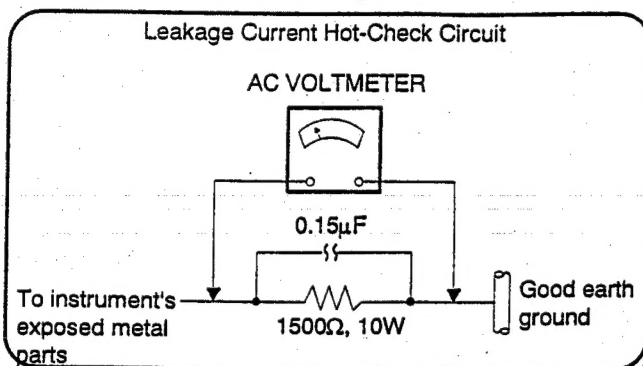 Leakage Current Hot-Check Circuit
AC VOLTMETER
0.15μF
To instrument's
exposed metal
parts
1500Ω, 10W
Good earth
ground